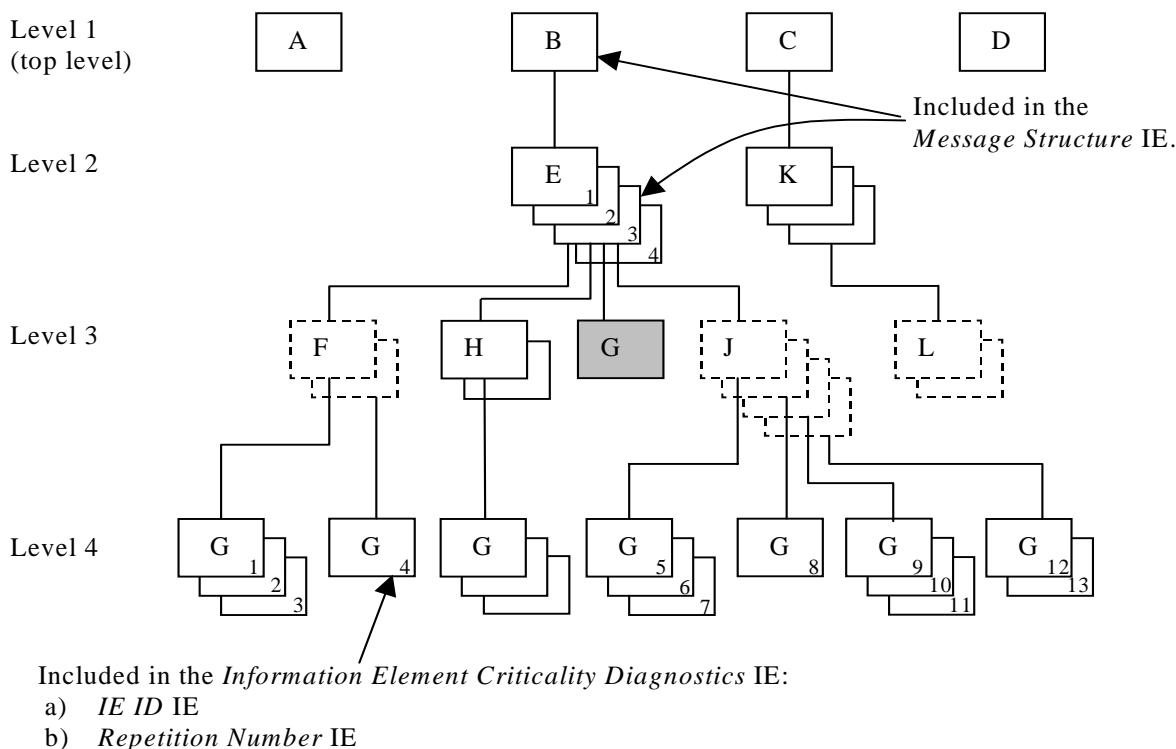 Level 1
(top level)
A
B
C
D
Included in the
Message Structure IE.
Level 2
E
1
2
3
4
K
Level 3
F
H
G
J
L
Level 4
G
1
2
3
G
4
G
G
5
6
7
G
8
G
9
10
11
G
12
13
Included in the Information Element Criticality Diagnostics IE:
a) IE ID IE
b) Repetition Number IE